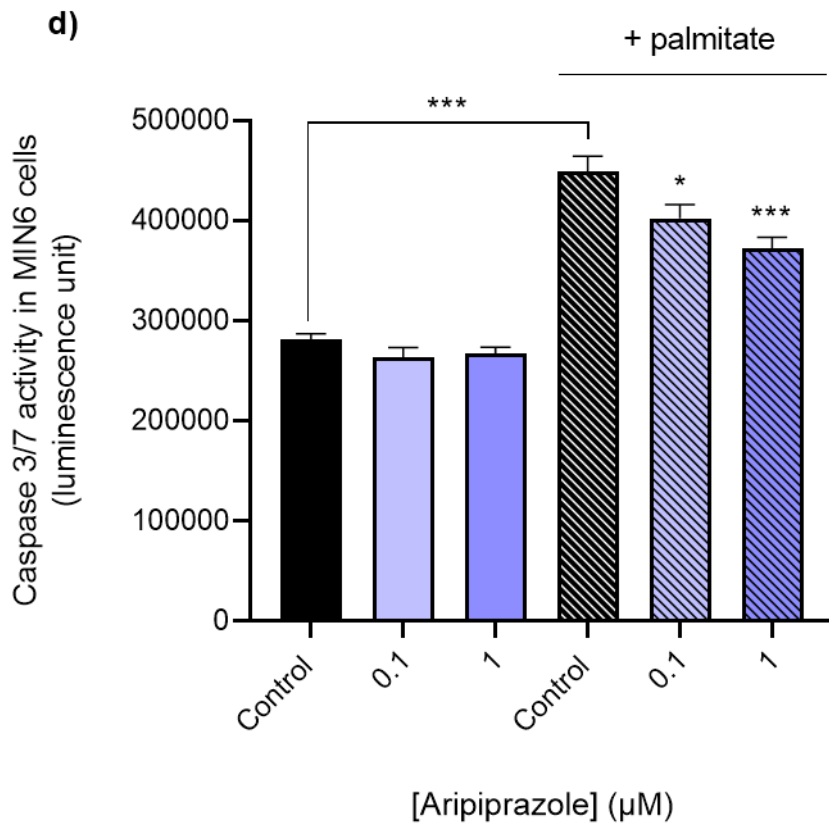 d)
+ palmitate
***
500000
400000
300000
200000
100000
0
*
***
Caspase 3/7 activity in MIN6 cells
(luminescence unit)
Control
0.1
1
Control
0.1
1
[Aripiprazole] (µM)